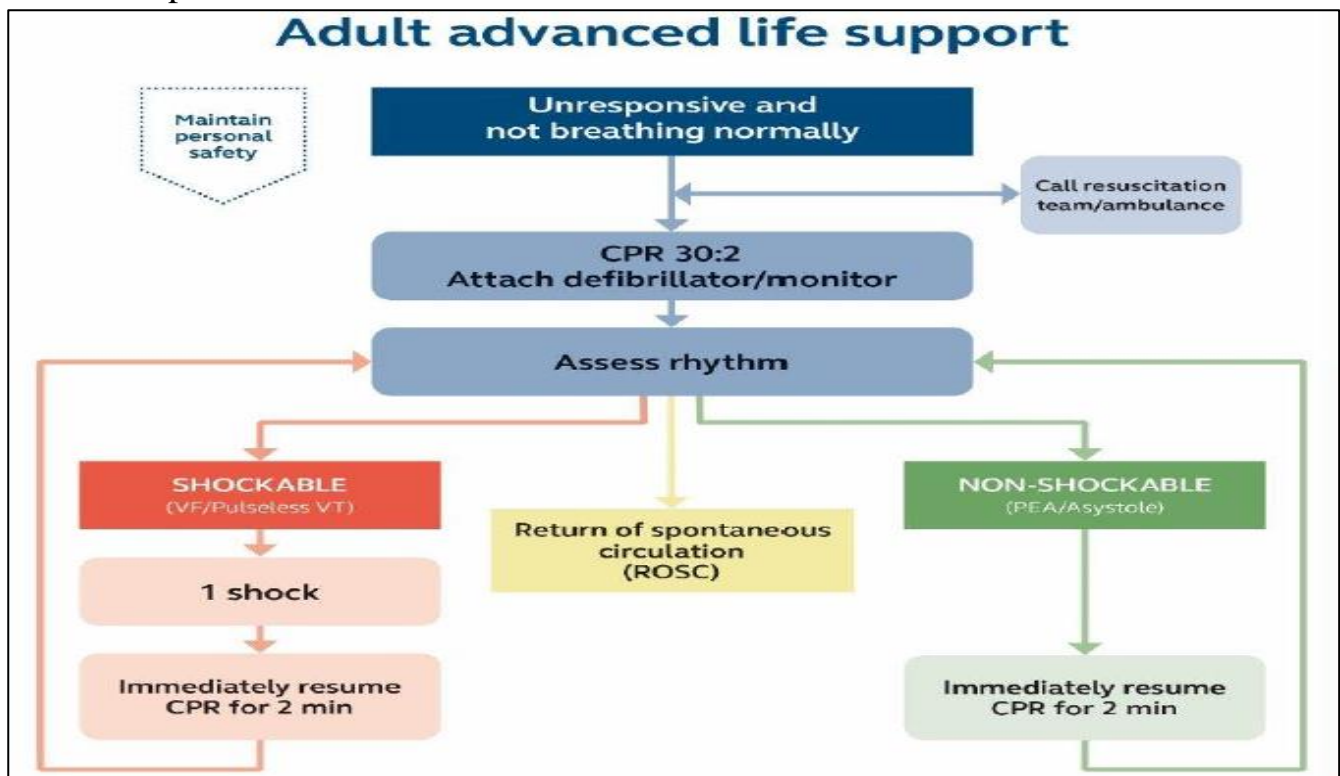 Adult advanced life support
Maintain
personal
safety
Unresponsive and
not breathing normally
Call resuscitation
team/ambulance
CPR 30:2
Attach defibrillator/monitor
Assess rhythm
SHOCKABLE
(VF/Pulseless VT)
NON-SHOCKABLE
(PEA/Asystole)
Return of spontaneous
circulation
(ROSC)
1 shock
Immediately resume
CPR for 2 min
Immediately resume
CPR for 2 min